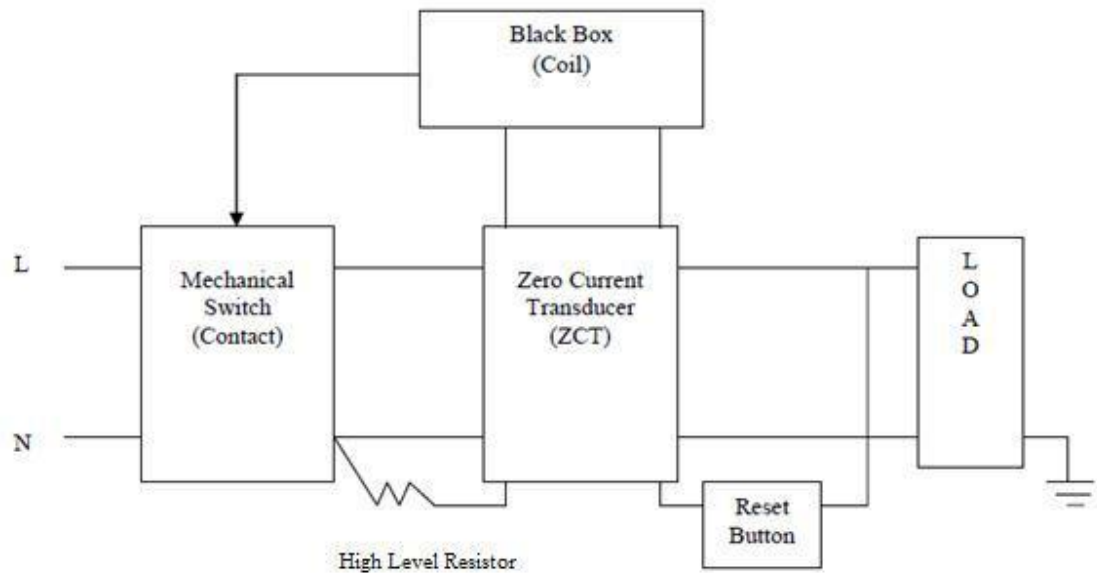 Black Box
(Coil)
L
Mechanical
Switch
(Contact)
Zero Current
Transducer
(ZCT)
L
O
A
D
N
Reset
Button
High Level Resistor